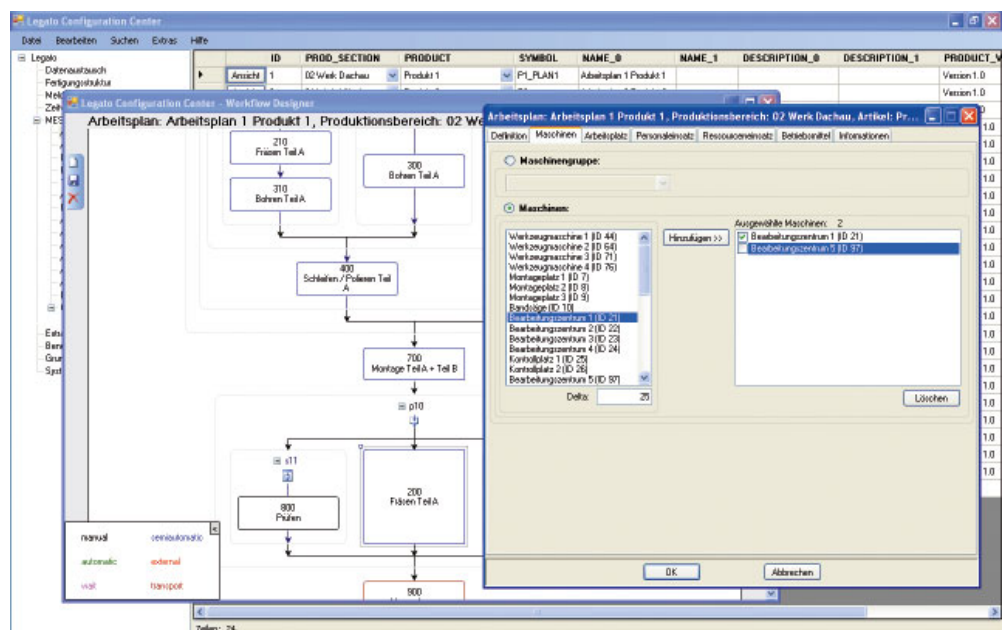 Legato Configuration Center
Datei Bearbeiten Suchen Extras Hilfe
Legato
Datenaustausch
Fertigungsstruktur
ID PROD_SECTION PRODUCT SYMBOL NAME_0 NAME_1 DESCRIPTION_0 DESCRIPTION_1 PRODUCT_V
Ansicht 1 02 Werk Dachau Produkt 1 P1_PLAN1 Arbeitsplan 1 Produkt 1 Version 1.0
Legato Configuration Center - Workflow Designer
Arbeitsplan: Arbeitsplan 1 Produkt 1, Produktionsbereich: 02 We
210
Fräsen Teil A
300
Bohren Teil A
310
Bohren Teil A
400
Schleifen / Polieren Teil
A
700
Montage Teil A + Teil B
p10
s11
800
Prüfen
200
Fräsen Teil A
900
manual semiautomatic
automatic external
wait transport
Arbeitsplan: Arbeitsplan 1 Produkt 1, Produktionsbereich: 02 Werk Dachau, Artikel: Pr...
Definition Maschinen Arbeitsplatz Personaleinsatz Ressourceneinsatz Betriebsmittel Informationen
Maschinengruppe:
Maschinen:
Werkzeugmaschine 1 (ID 44)
Werkzeugmaschine 2 (ID 64)
Werkzeugmaschine 3 (ID 71)
Werkzeugmaschine 4 (ID 76)
Montageplatz 1 (ID 7)
Montageplatz 2 (ID 8)
Montageplatz 3 (ID 9)
Bandsäge (ID 10)
Bearbeitungszentrum 1 (ID 21)
Bearbeitungszentrum 2 (ID 22)
Bearbeitungszentrum 3 (ID 23)
Bearbeitungszentrum 4 (ID 24)
Kontrollplatz 1 (ID 25)
Kontrollplatz 2 (ID 26)
Bearbeitungszentrum 5 (ID 97)
Hinzufügen >>
Ausgewählte Maschinen: 2
Bearbeitungszentrum 1 (ID 21)
Bearbeitungszentrum 5 (ID 97)
Delta: 25
Löschen
OK Abbrechen
Zeilen: 24